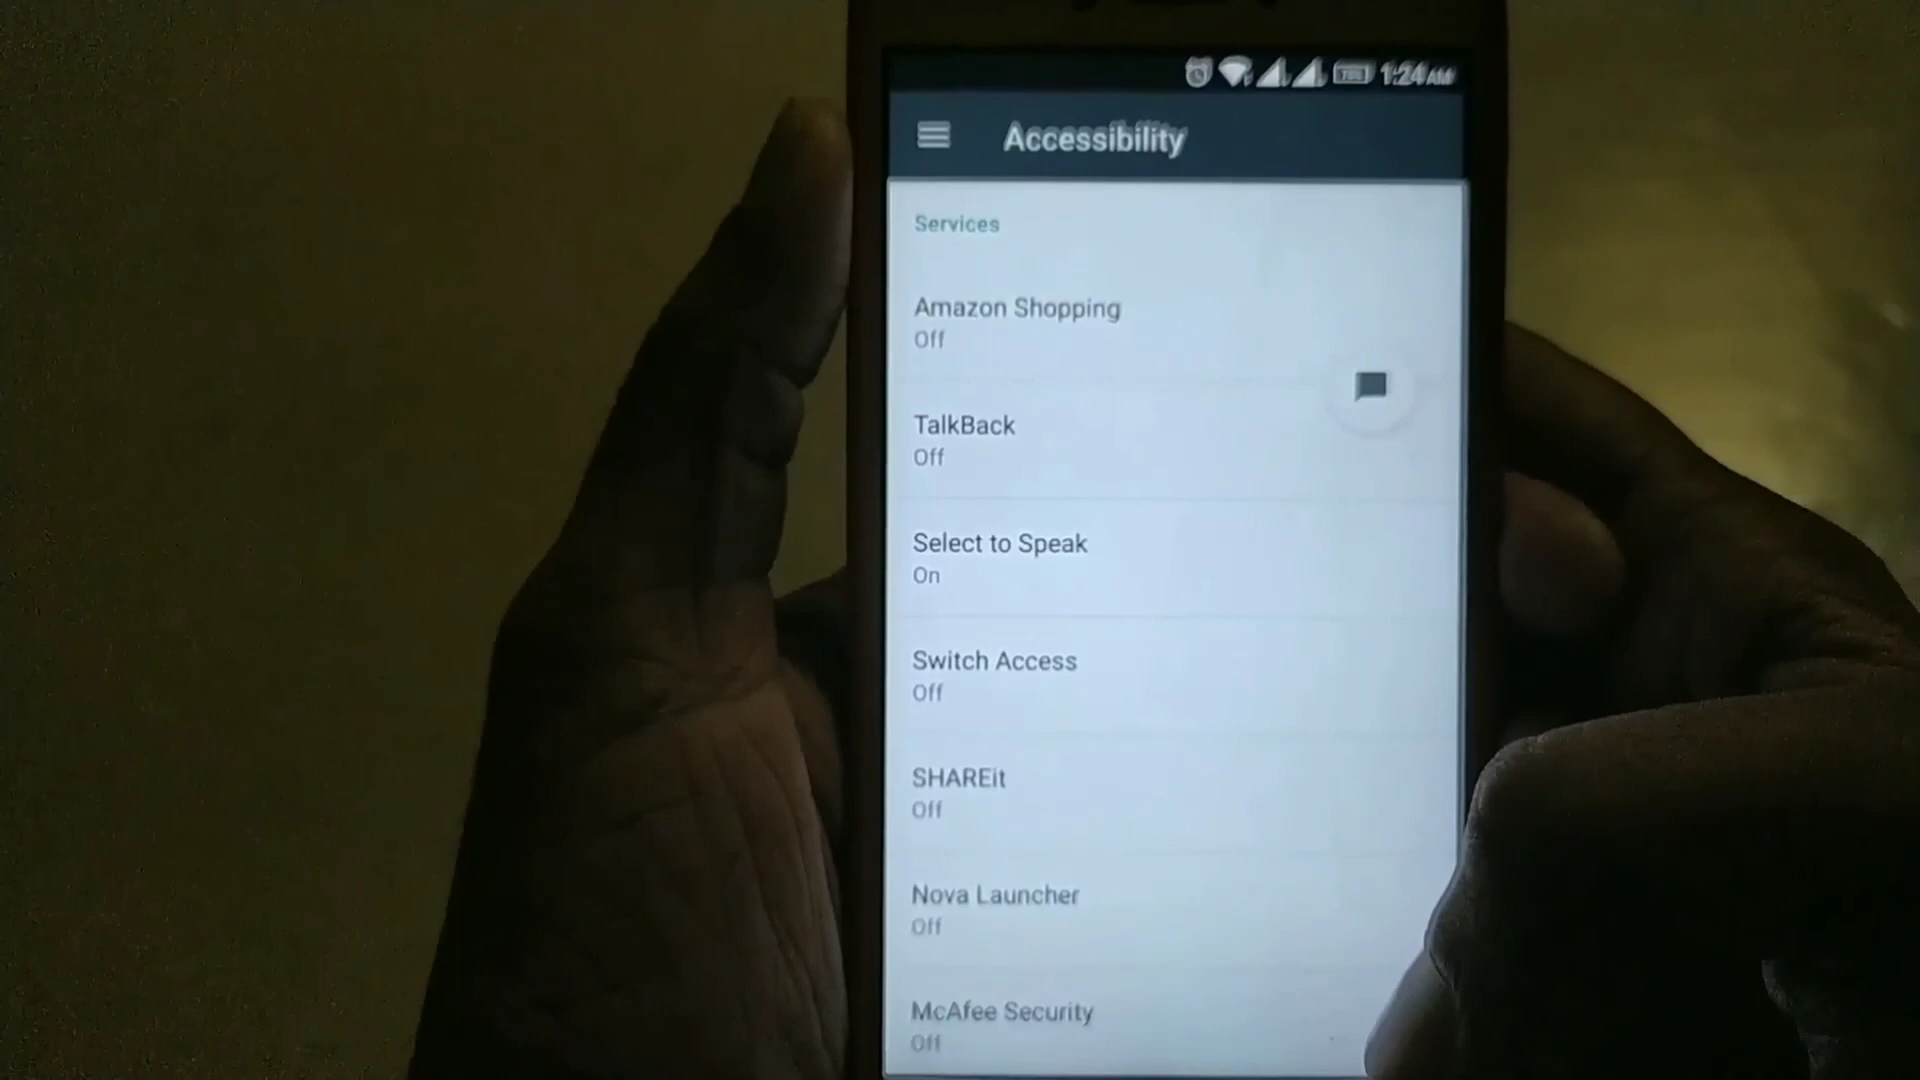 1:24 AM
Accessibility
Services
Amazon Shopping
Off
TalkBack
Off
Select to Speak
On
Switch Access
Off
SHAREit
Off
Nova Launcher
Off
McAfee Security
Off